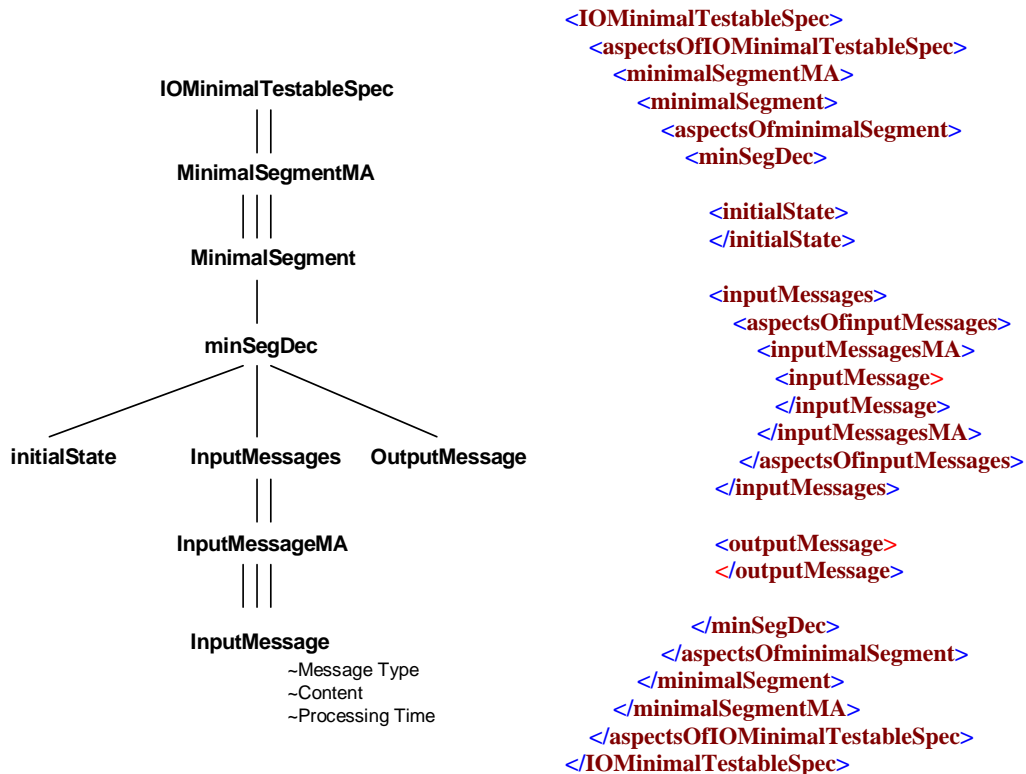 IOMinimalTestableSpec
MinimalSegmentMA
MinimalSegment
minSegDec
initialState InputMessages OutputMessage
InputMessageMA
InputMessage
~Message Type
~Content
~Processing Time
<IOMinimalTestableSpec>
<aspectsOfIOMinimalTestableSpec>
<minimalSegmentMA>
<minimalSegment>
<aspectsOfminimalSegment>
<minSegDec>
<initialState>
</initialState>
<inputMessages>
<aspectsOfinputMessages>
<inputMessagesMA>
<inputMessage>
</inputMessage>
</inputMessagesMA>
</aspectsOfinputMessages>
</inputMessages>
<outputMessage>
</outputMessage>
</minSegDec>
</aspectsOfminimalSegment>
</minimalSegment>
</minimalSegmentMA>
</aspectsOfIOMinimalTestableSpec>
</IOMinimalTestableSpec>